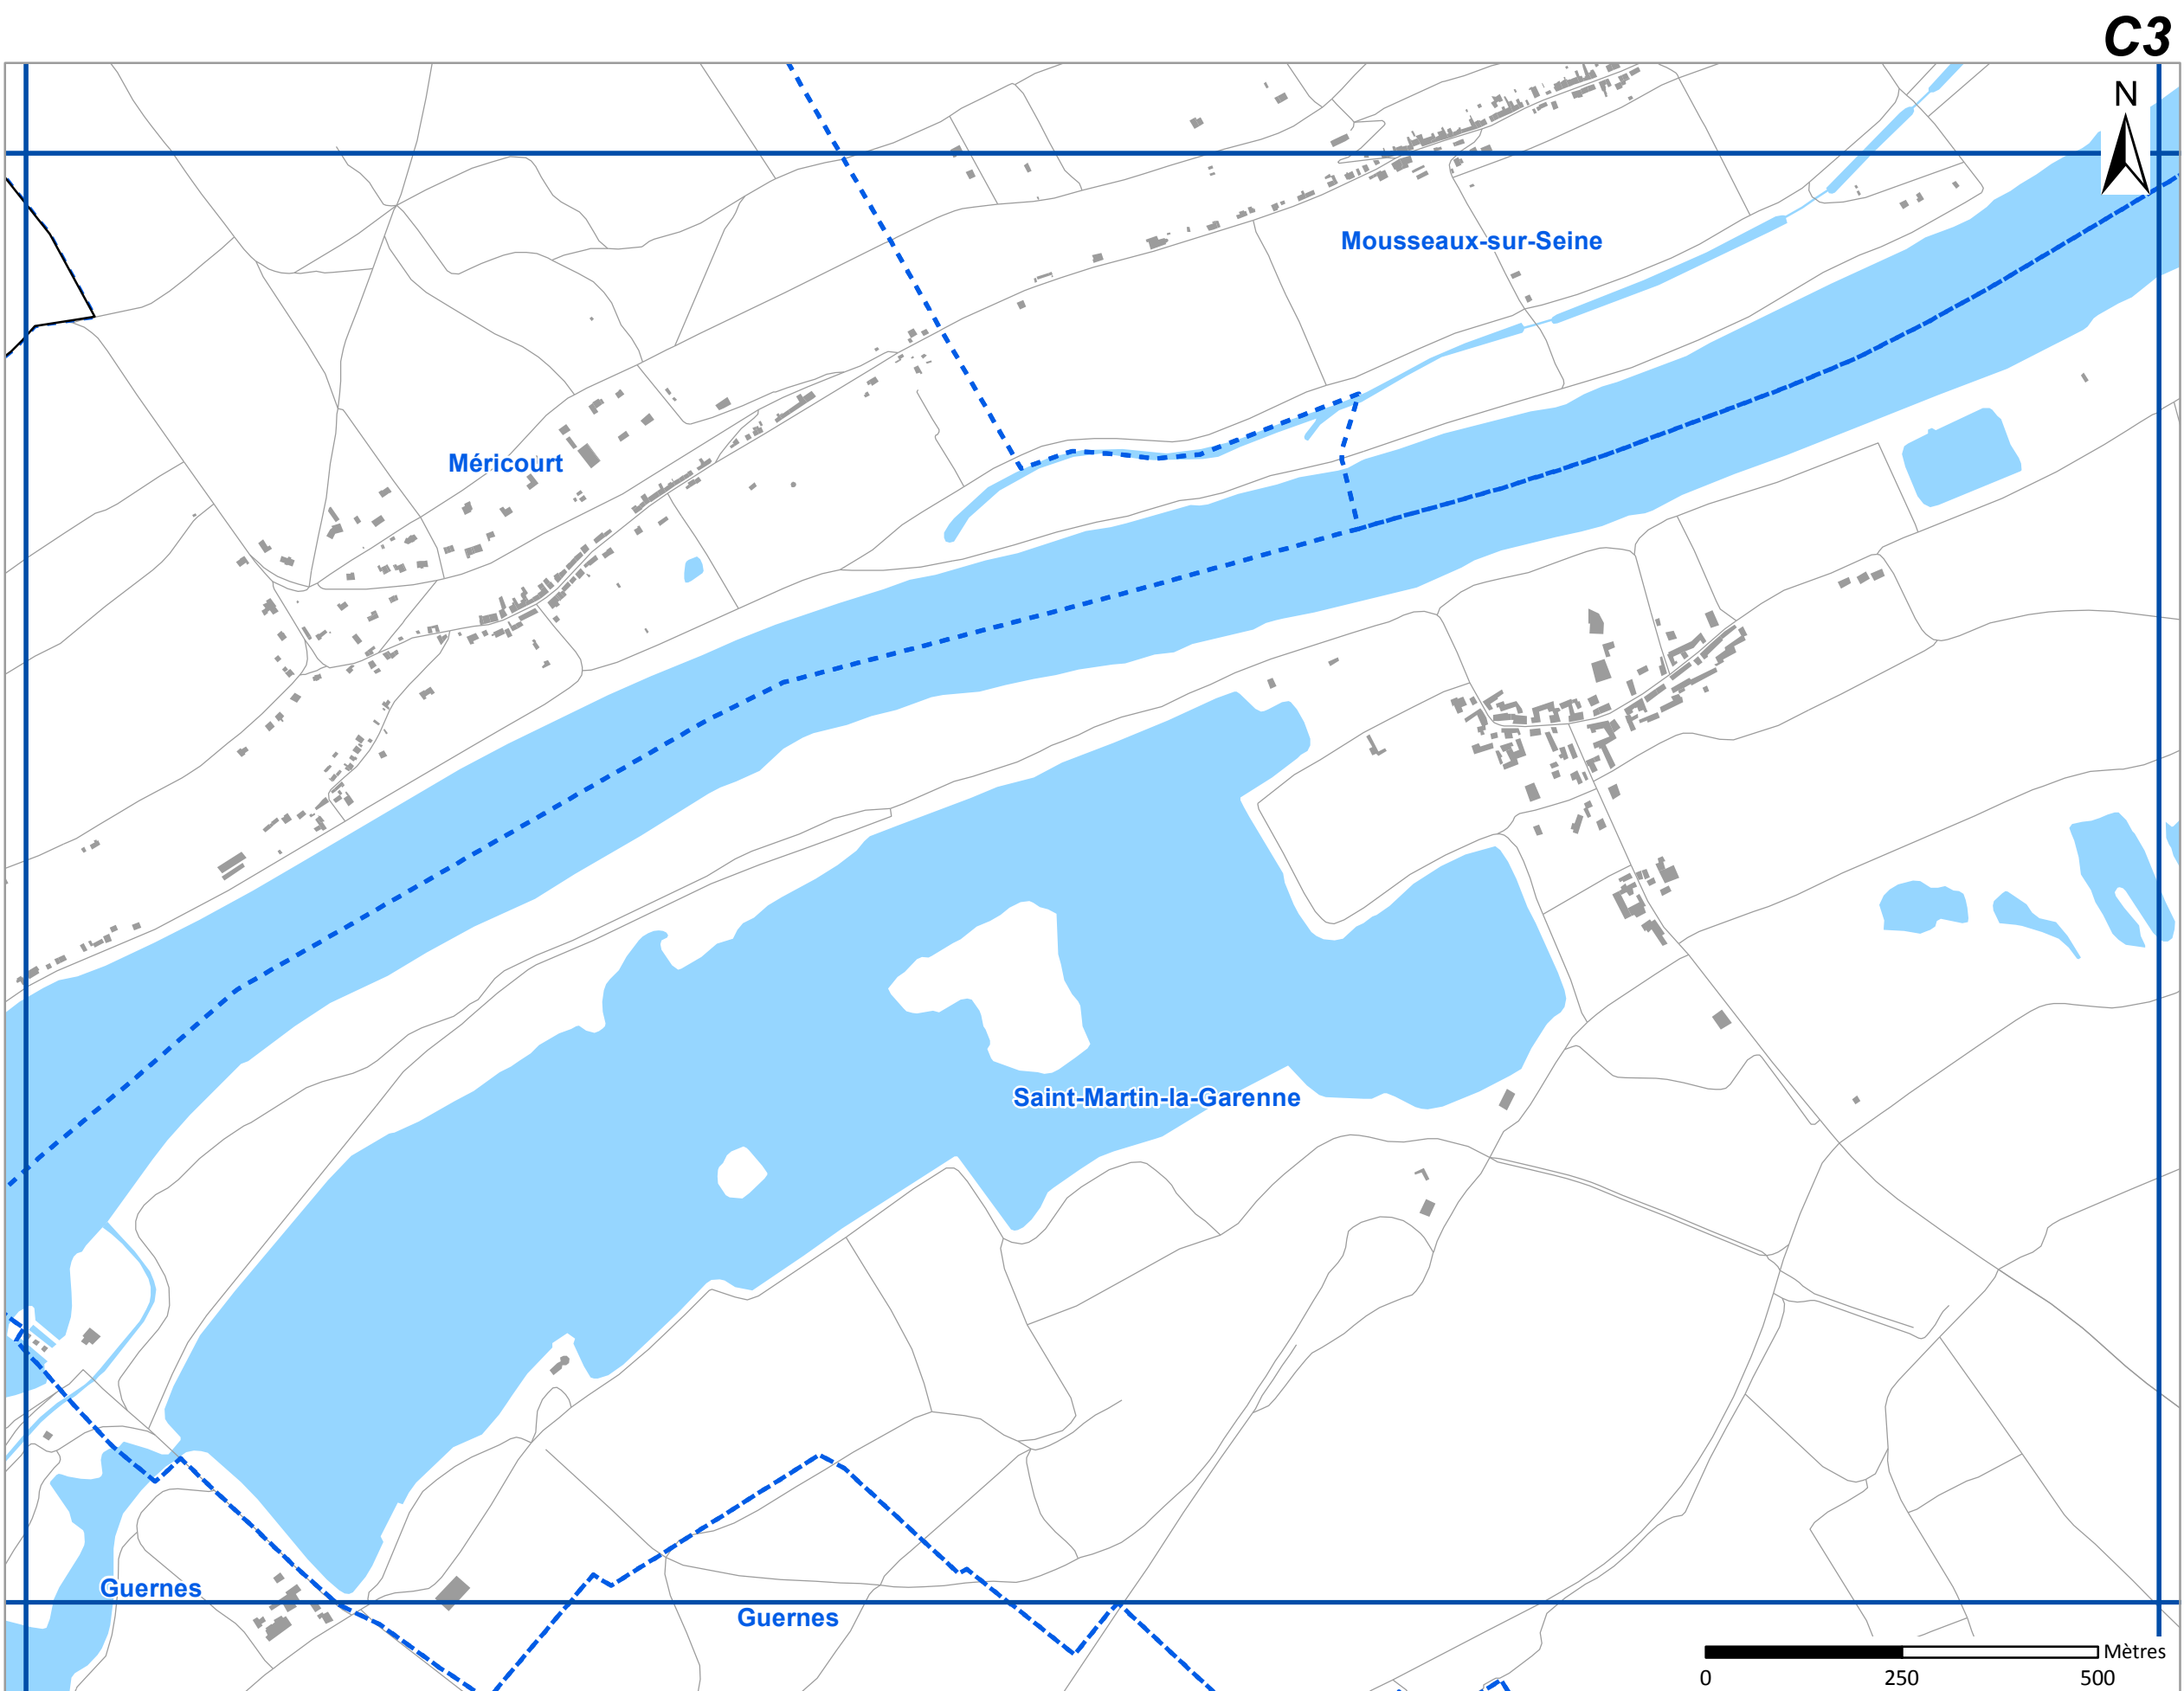 C3
N
Mousseaux-sur-Seine
Méricourt
Saint-Martin-la-Garenne
Guernes
Guernes
Mètres
0 250 500